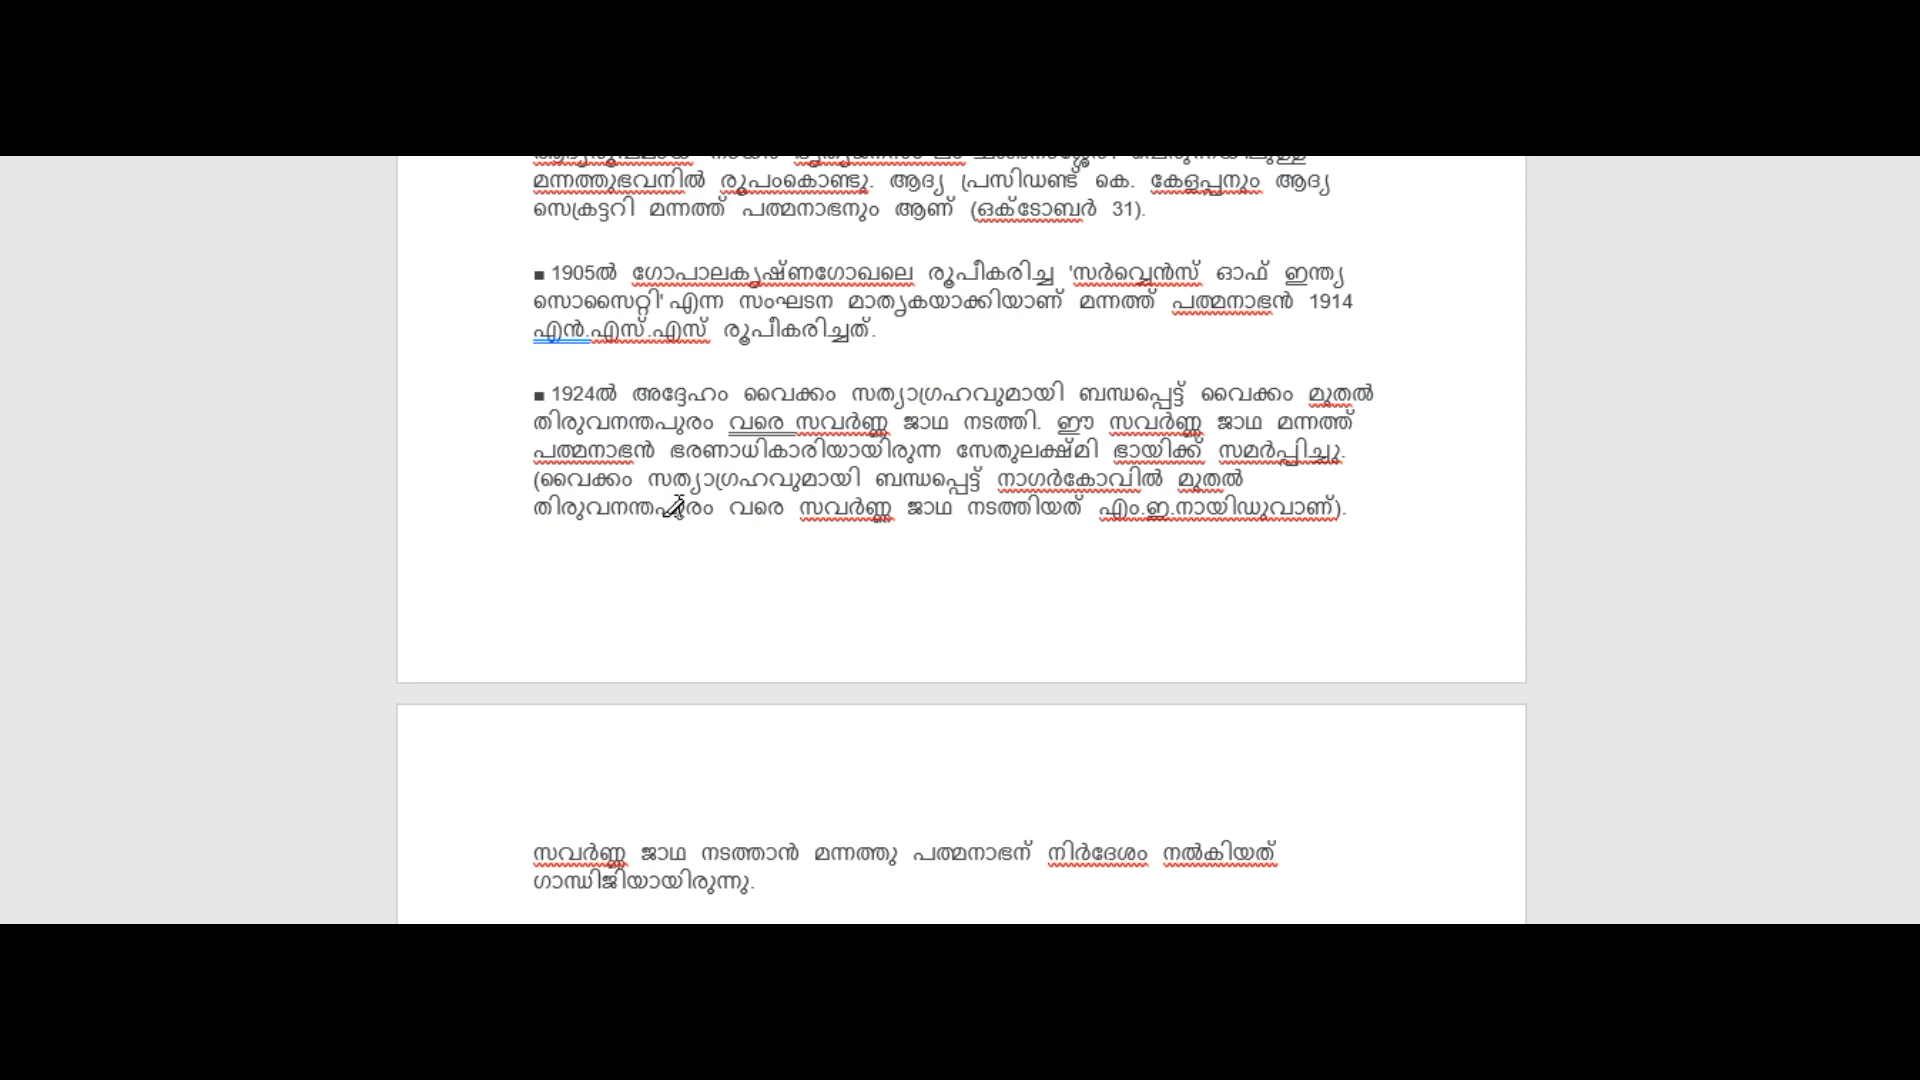 മന്നത്തുഭവനിൽ രൂപംകൊണ്ടു. ആദ്യ പ്രസിഡണ്ട് കെ. കേളപ്പനും ആദ്യ
സെക്രട്ടറി മന്നത്ത് പത്മനാഭനും ആണ് (ഒക്ടോബർ 31).
■ 1905ൽ ഗോപാലകൃഷ്ണഗോഖലെ രൂപീകരിച്ച 'സർവ്വെൻസ് ഓഫ് ഇന്ത്യ
സൊസൈറ്റി' എന്ന സംഘടന മാതൃകയാക്കിയാണ് മന്നത്ത് പത്മനാഭൻ 1914
എൻ.എസ്.എസ് രൂപീകരിച്ചത്.
■ 1924ൽ അദ്ദേഹം വൈക്കം സത്യാഗ്രഹവുമായി ബന്ധപ്പെട്ട് വൈക്കം മുതൽ
തിരുവനന്തപുരം വരെ സവർണ്ണ ജാഥ നടത്തി. ഈ സവർണ്ണ ജാഥ മന്നത്ത്
പത്മനാഭൻ ഭരണാധികാരിയായിരുന്ന സേതുലക്ഷ്മി ഭായിക്ക് സമർപ്പിച്ചു.
(വൈക്കം സത്യാഗ്രഹവുമായി ബന്ധപ്പെട്ട് നാഗർകോവിൽ മുതൽ
തിരുവനന്തപുരം വരെ സവർണ്ണ ജാഥ നടത്തിയത് എം.ഇ.നായിഡുവാണ്).
സവർണ്ണ ജാഥ നടത്താൻ മന്നത്തു പത്മനാഭന് നിർദേശം നൽകിയത്
ഗാന്ധിജിയായിരുന്നു.